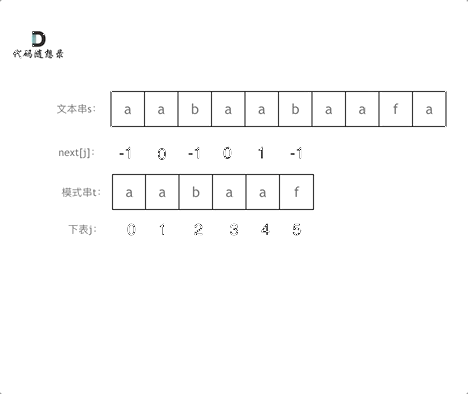 代码随想录
文本串s： a a b a a b a a f a
next[j]： -1 0 -1 0 1 -1
模式串t： a a b a a f
下表j： 0 1 2 3 4 5